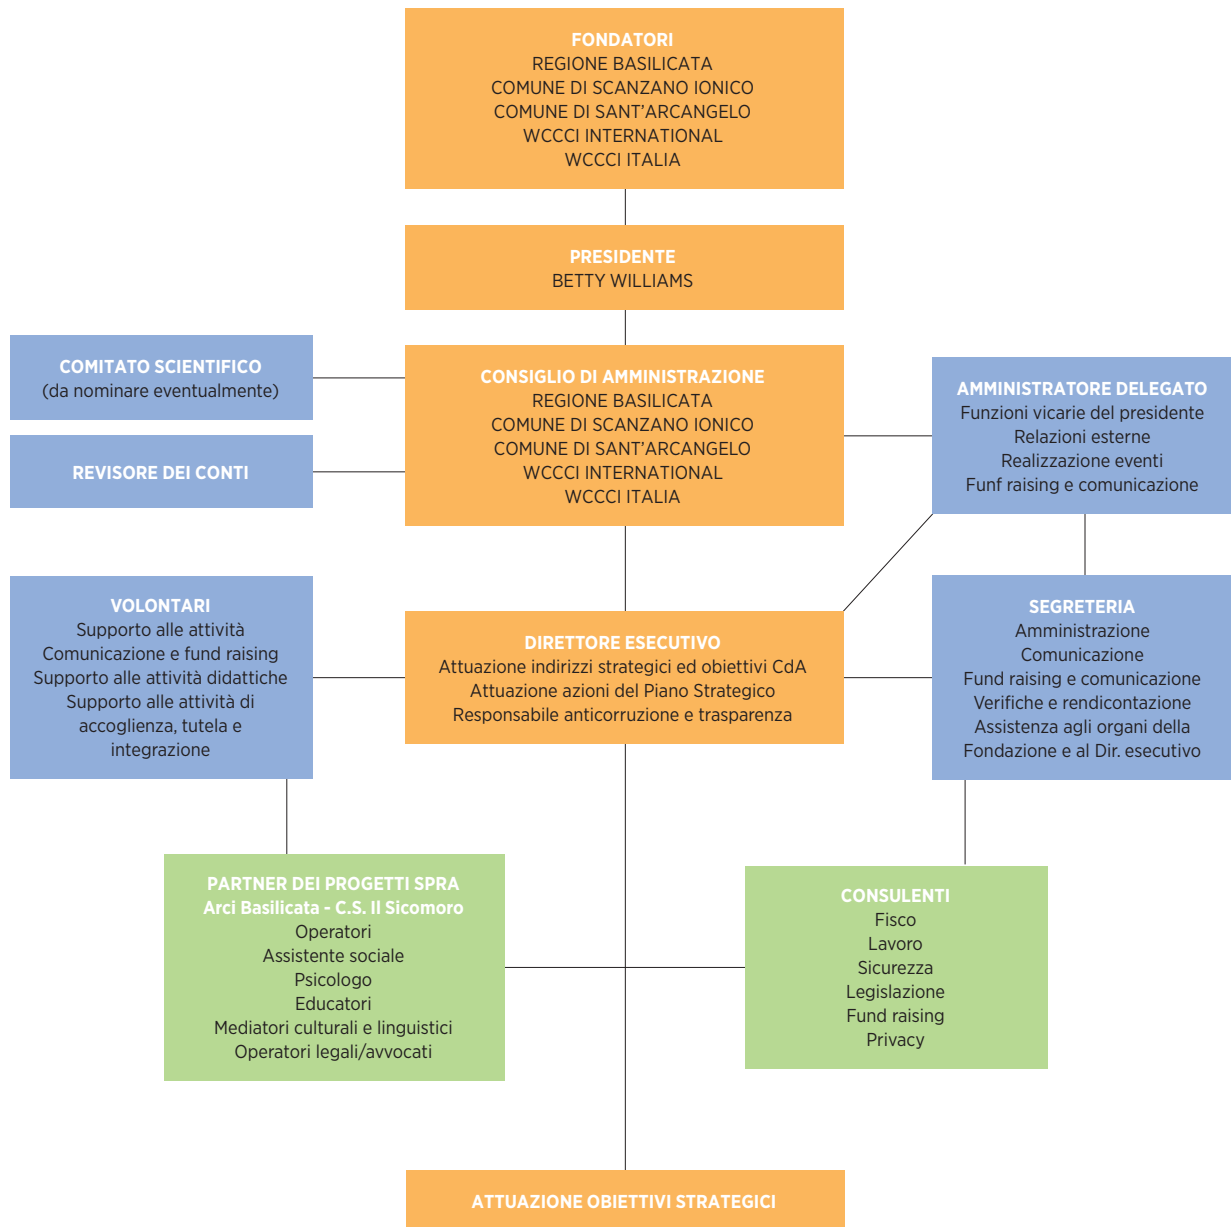 FONDATORI
REGIONE BASILICATA
COMUNE DI SCANZANO IONICO
COMUNE DI SANT'ARCANGELO
WCCCI INTERNATIONAL
WCCCI ITALIA
PRESIDENTE
BETTY WILLIAMS
COMITATO SCIENTIFICO
(da nominare eventualmente)
REVISORE DEI CONTI
CONSIGLIO DI AMMINISTRAZIONE
REGIONE BASILICATA
COMUNE DI SCANZANO IONICO
COMUNE DI SANT'ARCANGELO
WCCCI INTERNATIONAL
WCCCI ITALIA
AMMINISTRATORE DELEGATO
Funzioni vicarie del presidente
Relazioni esterne
Realizzazione eventi
Funf raising e comunicazione
VOLONTARI
Supporto alle attività
Comunicazione e fund raising
Supporto alle attività didattiche
Supporto alle attività di
accoglienza, tutela e
integrazione
DIRETTORE ESECUTIVO
Attuazione indirizzi strategici ed obiettivi CdA
Attuazione azioni del Piano Strategico
Responsabile anticorruzione e trasparenza
SEGRETERIA
Amministrazione
Comunicazione
Fund raising e comunicazione
Verifiche e rendicontazione
Assistenza agli organi della
Fondazione e al Dir. esecutivo
PARTNER DEI PROGETTI SPRA
Arci Basilicata - C.S. Il Sicomoro
Operatori
Assistente sociale
Psicologo
Educatori
Mediatori culturali e linguistici
Operatori legali/avvocati
CONSULENTI
Fisco
Lavoro
Sicurezza
Legislazione
Fund raising
Privacy
ATTUAZIONE OBIETTIVI STRATEGICI